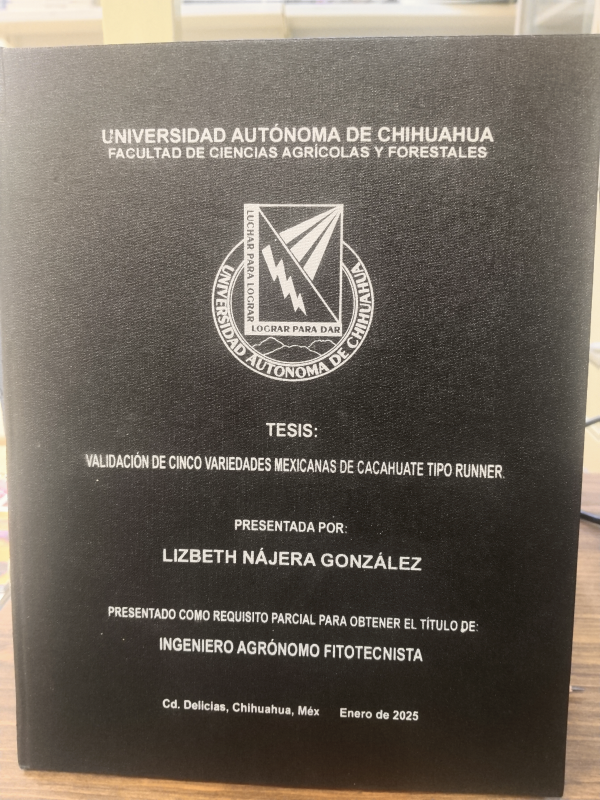 UNIVERSIDAD AUTÓNOMA DE CHIHUAHUA
FACULTAD DE CIENCIAS AGRÍCOLAS Y FORESTALES
LUCHAR PARA LOGRAR
LOGRAR PARA DAR
UNIVERSIDAD AUTONOMA DE CHIHUAHUA
TESIS:
VALIDACIÓN DE CINCO VARIEDADES MEXICANAS DE CACAHUATE TIPO RUNNER.
PRESENTADA POR:
LIZBETH NÁJERA GONZÁLEZ
PRESENTADO COMO REQUISITO PARCIAL PARA OBTENER EL TÍTULO DE:
INGENIERO AGRÓNOMO FITOTECNISTA
Cd. Delicias, Chihuahua, Méx Enero de 2025